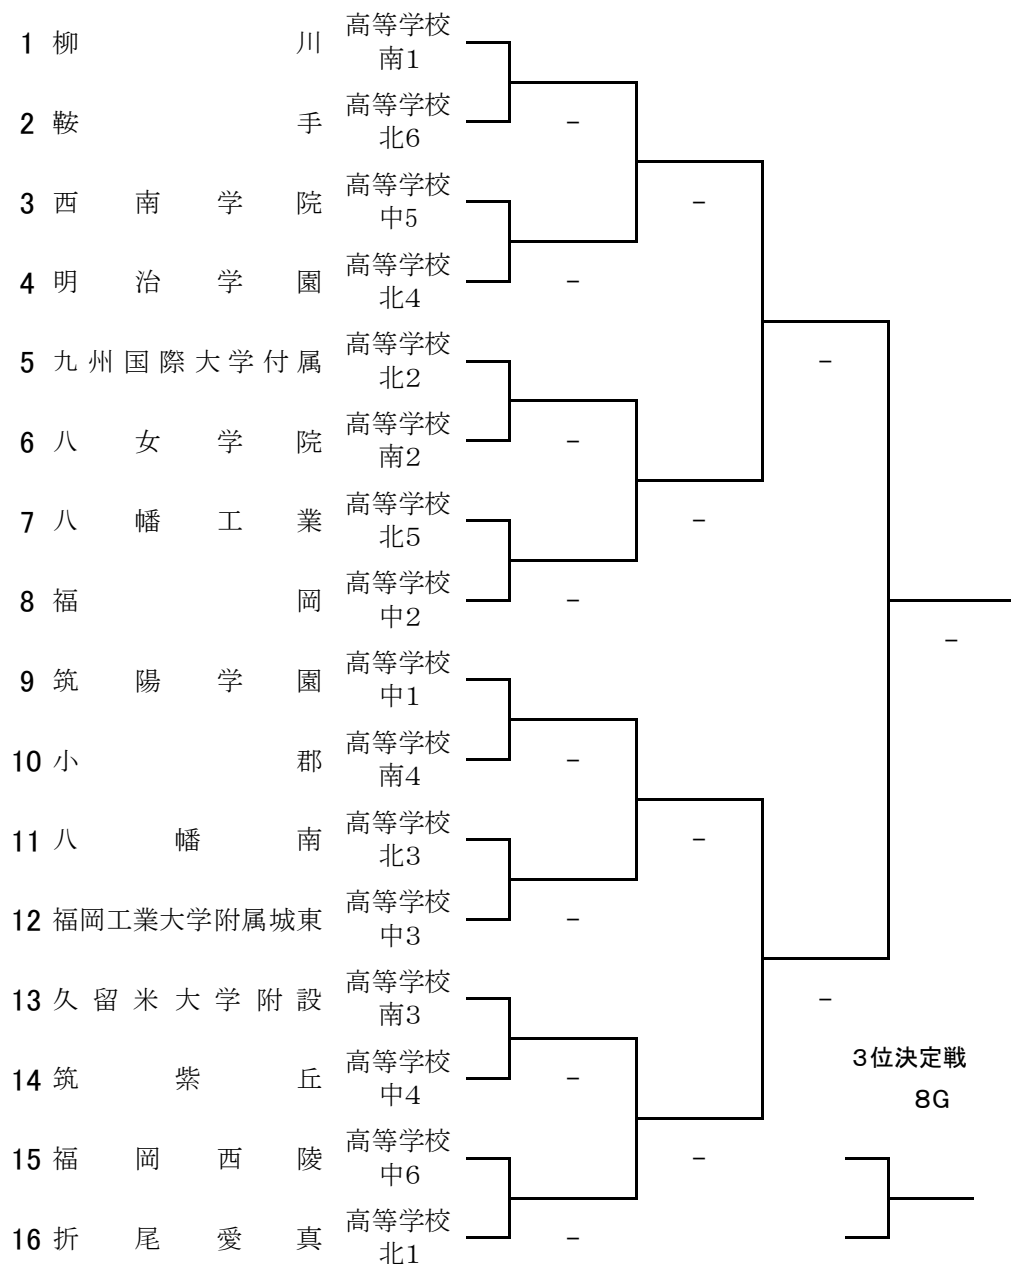 1 柳川 高等学校
南1
2 鞍手 高等学校
北6
–
3 西南学院 高等学校
中5
–
4 明治学園 高等学校
北4
–
5 九州国際大学付属 高等学校
北2
–
6 八女学院 高等学校
南2
–
7 八幡工業 高等学校
北5
–
8 福岡 高等学校
中2
–
–
9 筑陽学園 高等学校
中1
10 小郡 高等学校
南4
–
11 八幡南 高等学校
北3
–
12 福岡工業大学附属城東 高等学校
中3
–
13 久留米大学附設 高等学校
南3
–
3位決定戦
14 筑紫丘 高等学校
中4
–
8G
15 福岡西陵 高等学校
中6
–
16 折尾愛真 高等学校
北1
–